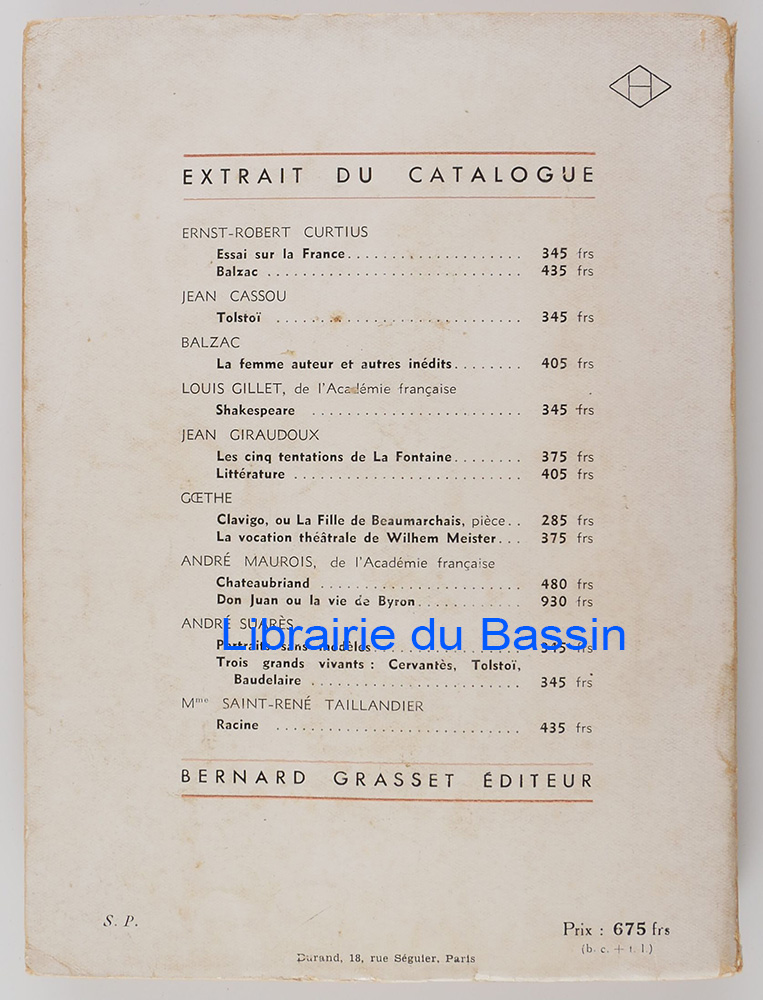 H
EXTRAIT DU CATALOGUE
ERNST-ROBERT CURTIUS
Essai sur la France.................... 345 frs
Balzac ............................. 435 frs
JEAN CASSOU
Tolstoï ............................ 345 frs
BALZAC
La femme auteur et autres inédits........ 405 frs
LOUIS GILLET, de l'Académie française
Shakespeare ........................ 345 frs
JEAN GIRAUDOUX
Les cinq tentations de La Fontaine........ 375 frs
Littérature .......................... 405 frs
GŒTHE
Clavigo, ou La Fille de Beaumarchais, pièce.. 285 frs
La vocation théâtrale de Wilhem Meister... 375 frs
ANDRÉ MAUROIS, de l'Académie française
Chateaubriand ....................... 480 frs
Don Juan ou la vie de Byron............ 930 frs
ANDRÉ SUARÈS
Librairie du Bassin
Portraits sans modèles................. 345 frs
Trois grands vivants : Cervantès, Tolstoï,
Baudelaire ........................ 345 frs
Mme SAINT-RENÉ TAILLANDIER
Racine ............................ 435 frs
BERNARD GRASSET ÉDITEUR
S. P.
Prix : 675 frs
(b. c. + t. l.)
Durand, 18, rue Séguier, Paris